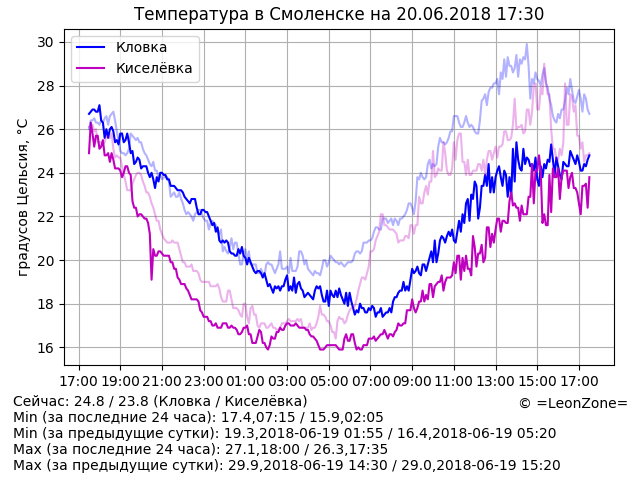 Температура в Смоленске на 20.06.2018 17:30
Кловка
Киселёвка
градусов Цельсия, °C
30
28
26
24
22
20
18
16
17:00 19:00 21:00 23:00 01:00 03:00 05:00 07:00 09:00 11:00 13:00 15:00 17:00
Сейчас: 24.8 / 23.8 (Кловка / Киселёвка)
© =LeonZone=
Min (за последние 24 часа): 17.4,07:15 / 15.9,02:05
Min (за предыдущие сутки): 19.3,2018-06-19 01:55 / 16.4,2018-06-19 05:20
Max (за последние 24 часа): 27.1,18:00 / 26.3,17:35
Max (за предыдущие сутки): 29.9,2018-06-19 14:30 / 29.0,2018-06-19 15:20